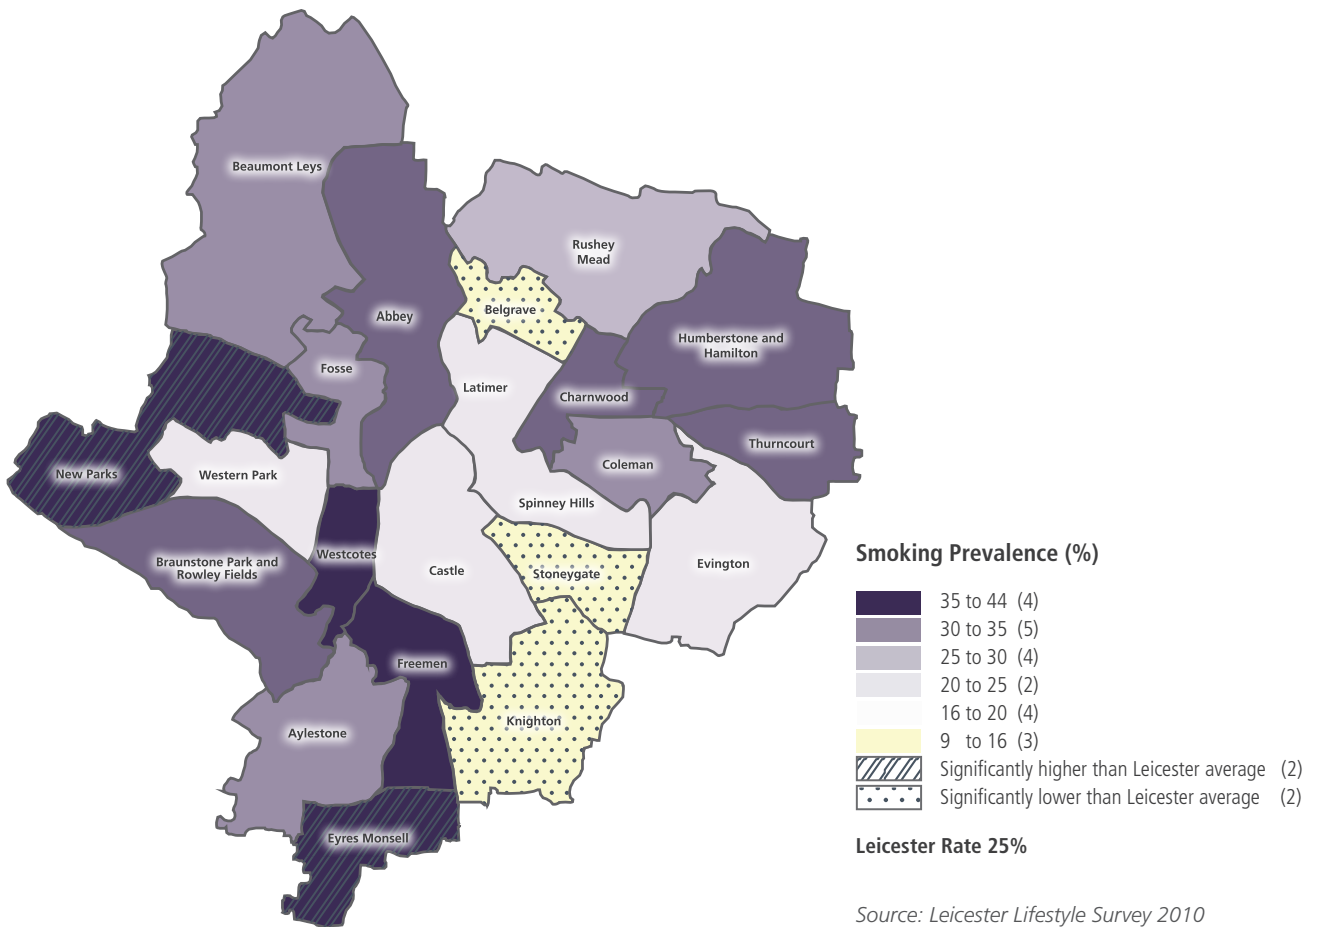 Beaumont Leys
Rushey
Mead
Belgrave
Abbey
Humberstone and
Hamilton
Fosse
Latimer
Charnwood
Thurncourt
Coleman
New Parks
Western Park
Spinney Hills
Westcotes
Braunstone Park and
Rowley Fields
Castle
Stoneygate
Evington
Freemen
Knighton
Aylestone
Eyres Monsell
Smoking Prevalence (%)
35 to 44 (4)
30 to 35 (5)
25 to 30 (4)
20 to 25 (2)
16 to 20 (4)
9 to 16 (3)
Significantly higher than Leicester average (2)
Significantly lower than Leicester average (2)
Leicester Rate 25%
Source: Leicester Lifestyle Survey 2010